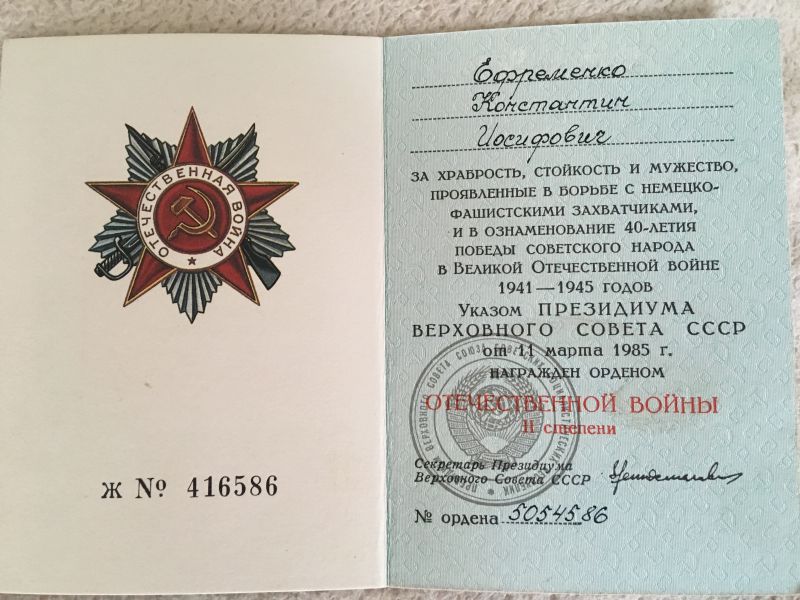 ОТЕЧЕСТВЕННАЯ ВОЙНА
Ж № 416586
Ефременко
Константин
Иосифович
ЗА ХРАБРОСТЬ, СТОЙКОСТЬ И МУЖЕСТВО,
ПРОЯВЛЕННЫЕ В БОРЬБЕ С НЕМЕЦКО-
ФАШИСТСКИМИ ЗАХВАТЧИКАМИ,
И В ОЗНАМЕНОВАНИЕ 40-ЛЕТИЯ
ПОБЕДЫ СОВЕТСКОГО НАРОДА
В ВЕЛИКОЙ ОТЕЧЕСТВЕННОЙ ВОЙНЕ
1941—1945 ГОДОВ
УКАЗОМ ПРЕЗИДИУМА
ВЕРХОВНОГО СОВЕТА СССР
от 11 марта 1985 г.
НАГРАЖДЕН ОРДЕНОМ
ОТЕЧЕСТВЕННОЙ ВОЙНЫ
II степени
Секретарь Президиума
Верховного Совета СССР
№ ордена 5054586